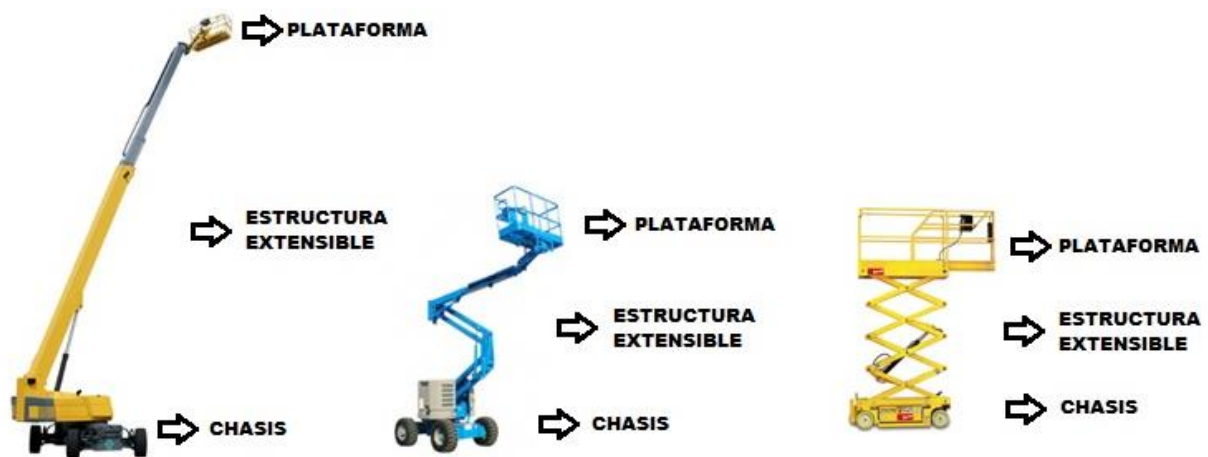 PLATAFORMA
ESTRUCTURA
EXTENSIBLE
CHASIS
PLATAFORMA
ESTRUCTURA
EXTENSIBLE
CHASIS
PLATAFORMA
ESTRUCTURA
EXTENSIBLE
CHASIS